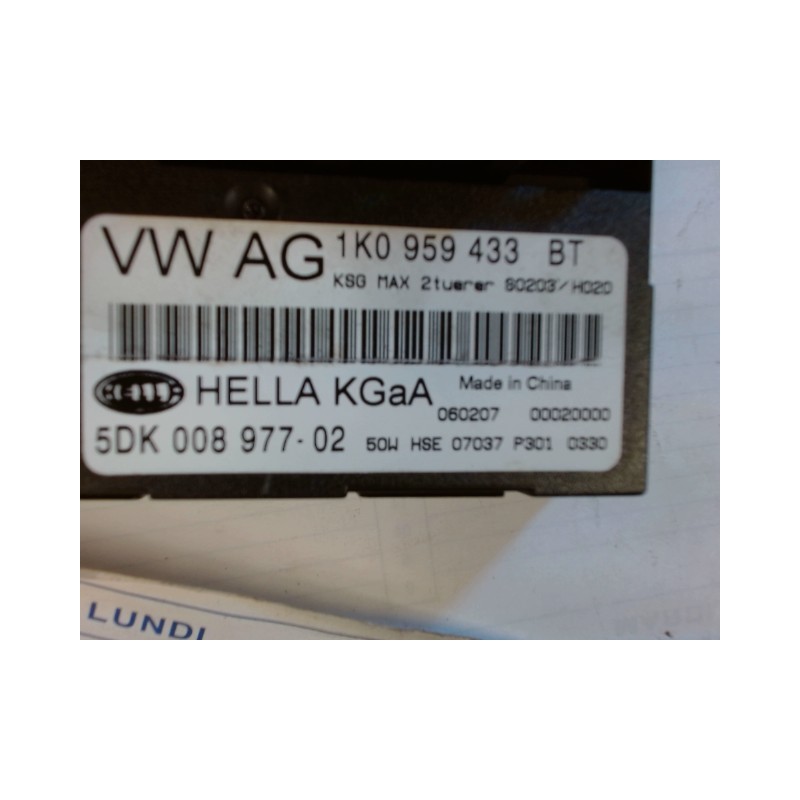 VW AG 1K0 959 433 BT
KSG MAX 2tuerer S0203/H020
HELLA KGaA Made in China
060207 00020000
5DK 008 977-02 50W HSE 07037 P301 0330
LUNDI